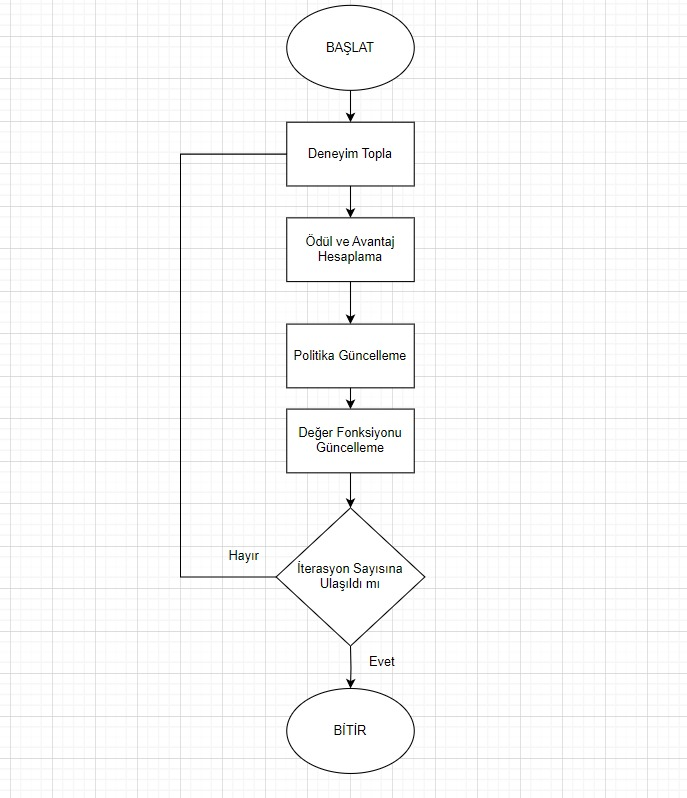 BAŞLAT
Deneyim Topla
Ödül ve Avantaj
Hesaplama
Politika Güncelleme
Değer Fonksiyonu
Güncelleme
Hayır
İterasyon Sayısına
Ulaşıldı mı
Evet
BİTİR